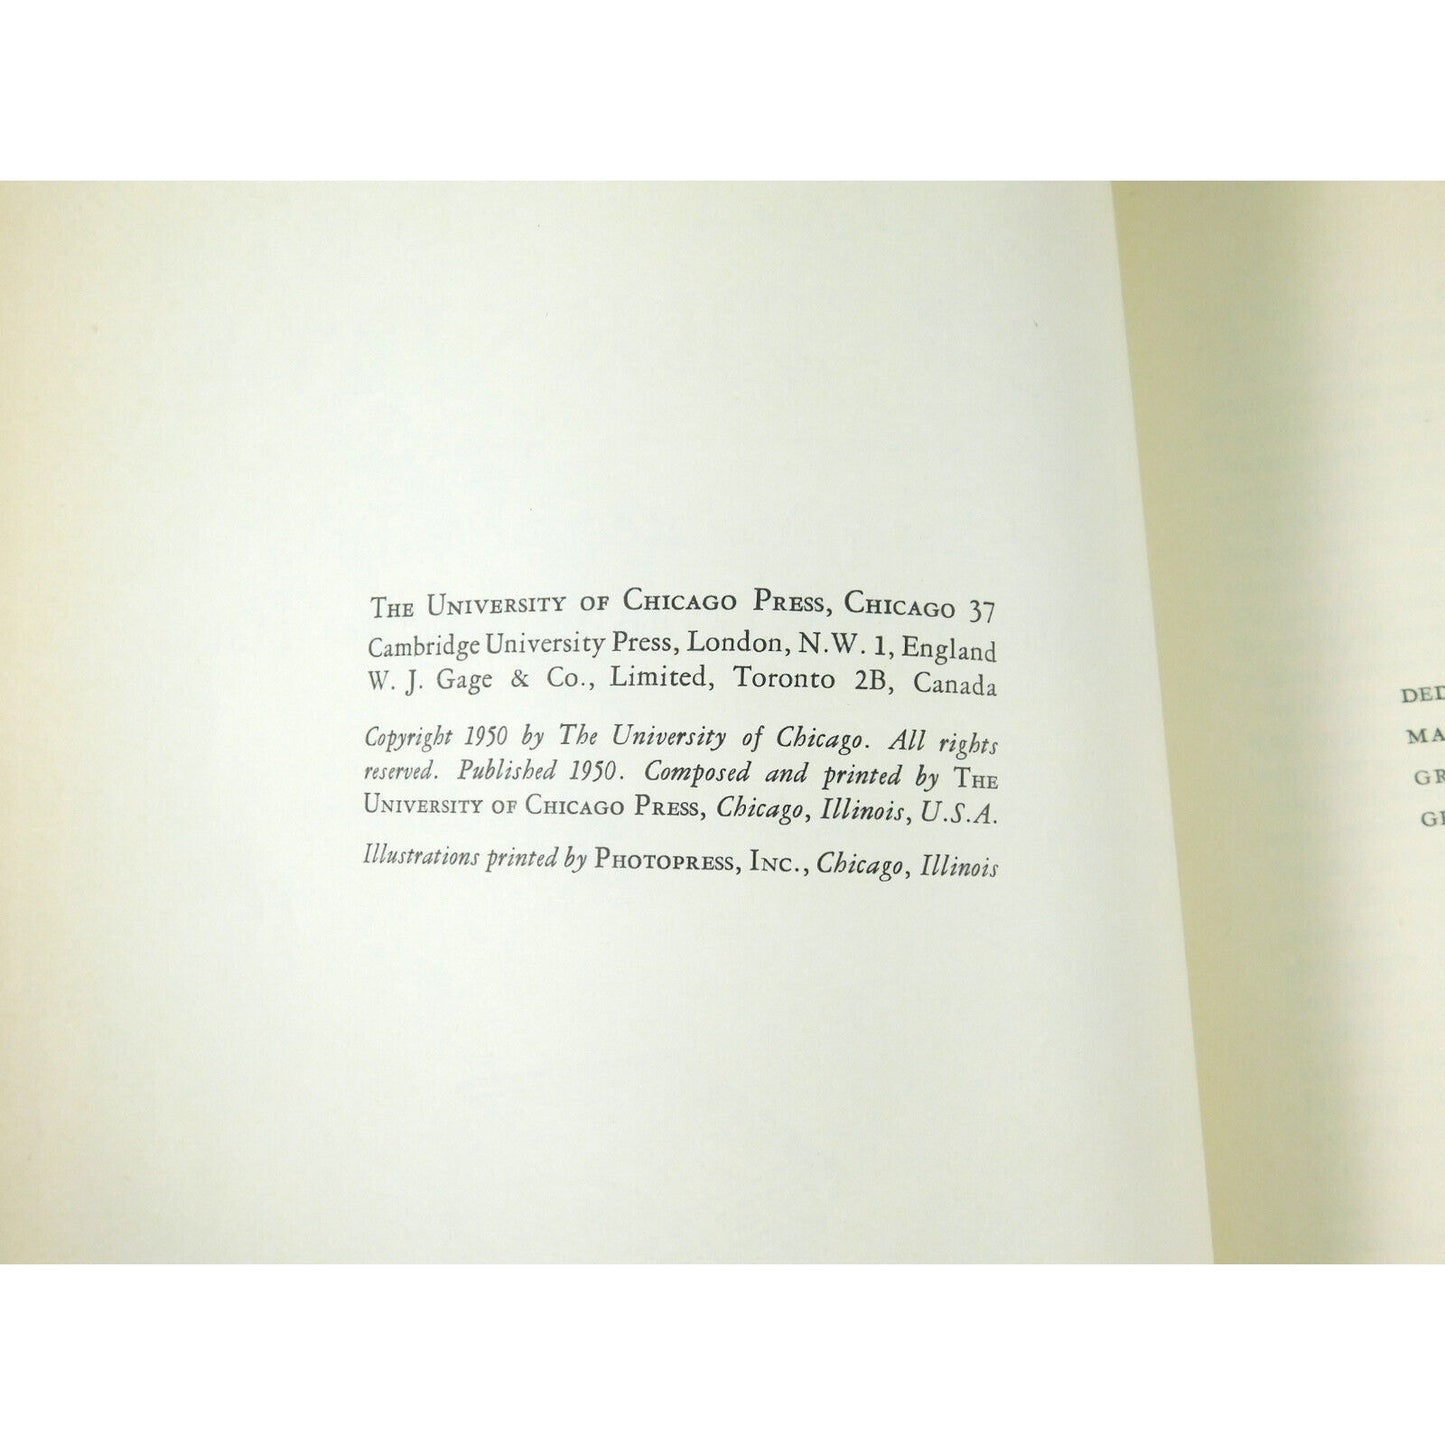 THE UNIVERSITY OF CHICAGO PRESS, CHICAGO 37
Cambridge University Press, London, N.W. 1, England
W. J. Gage & Co., Limited, Toronto 2B, Canada
Copyright 1950 by The University of Chicago. All rights
reserved. Published 1950. Composed and printed by THE
UNIVERSITY OF CHICAGO PRESS, Chicago, Illinois, U.S.A.
Illustrations printed by PHOTOPRESS, INC., Chicago, Illinois